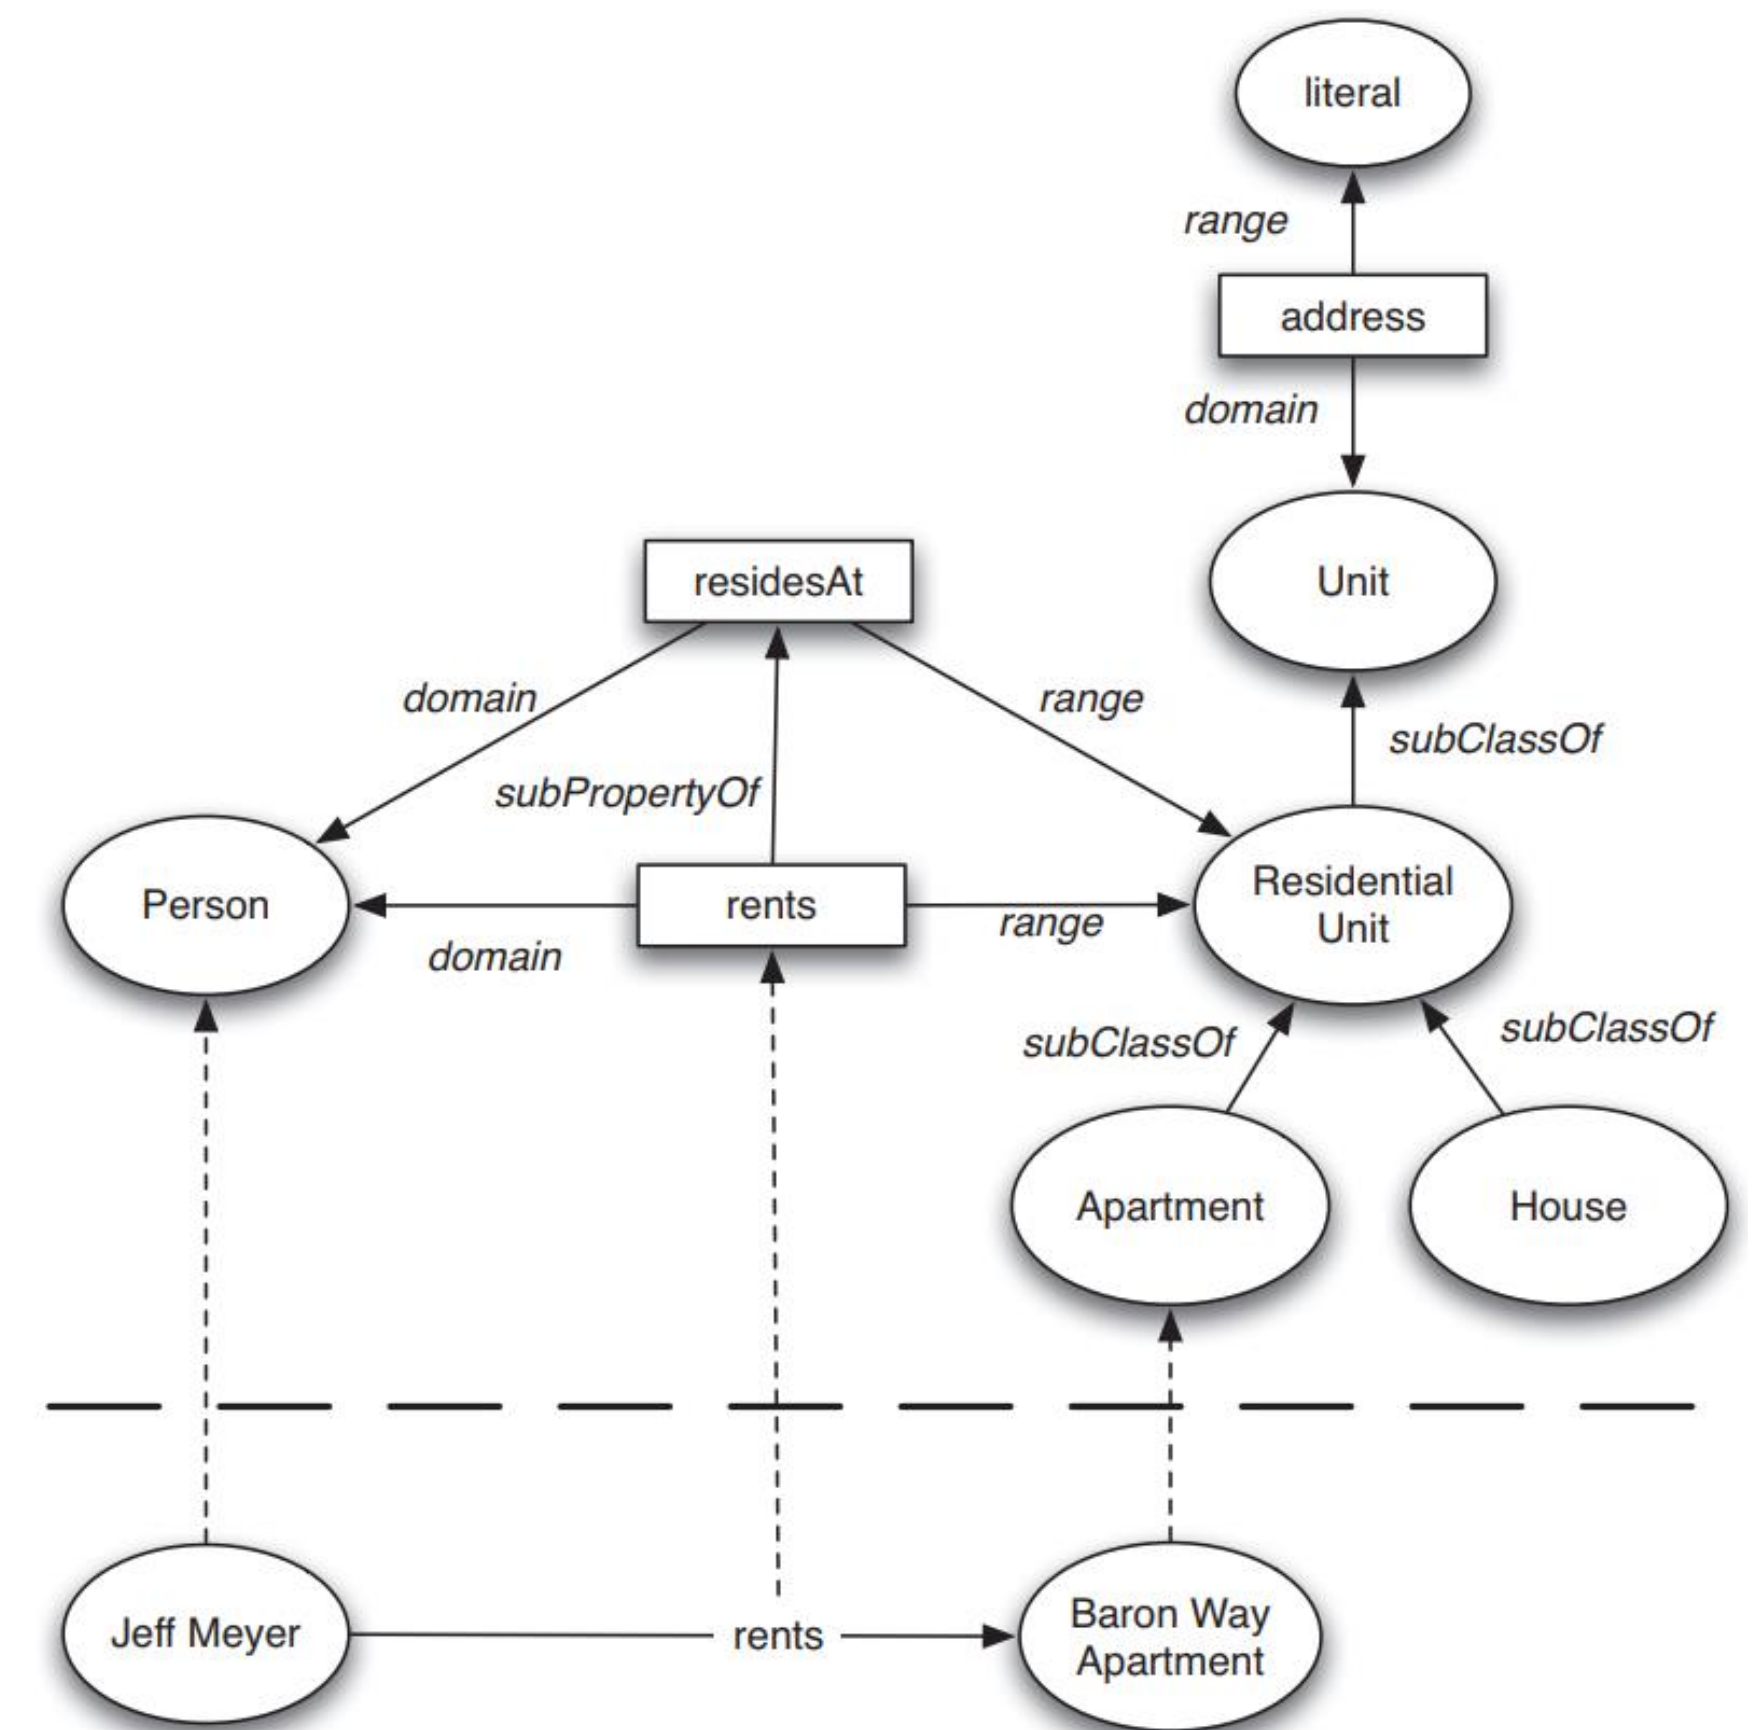 literal
range
address
domain
residesAt
Unit
domain
range
subClassOf
subPropertyOf
Person
rents
Residential
Unit
range
domain
subClassOf
subClassOf
Apartment
House
Jeff Meyer
rents
Baron Way
Apartment